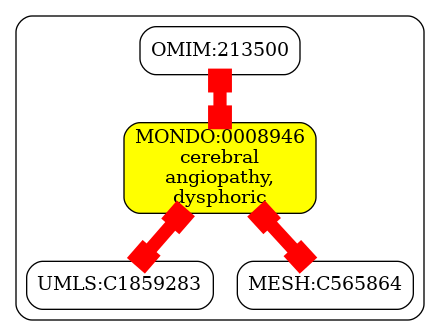 OMIM:213500
MONDO:0008946
cerebral
angiopathy,
dysphoric
UMLS:C1859283
MESH:C565864